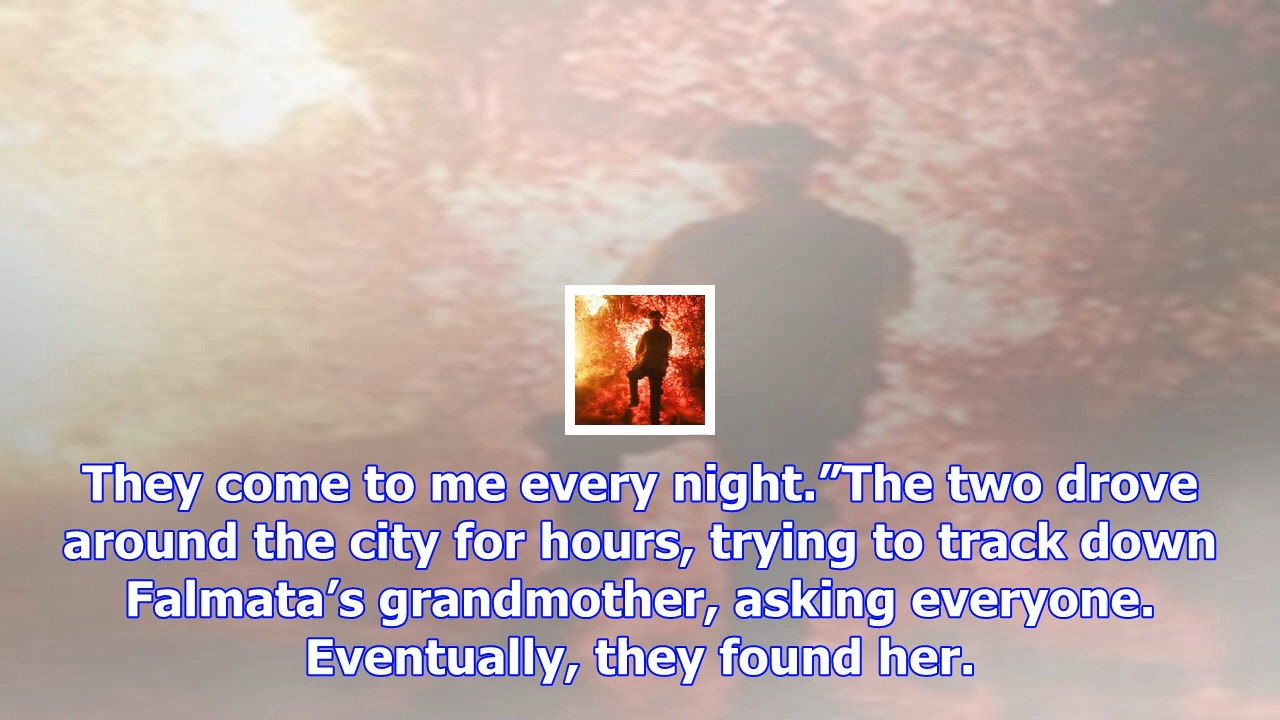 They come to me every night.”The two drove
around the city for hours, trying to track down
Falmata’s grandmother, asking everyone.
Eventually, they found her.